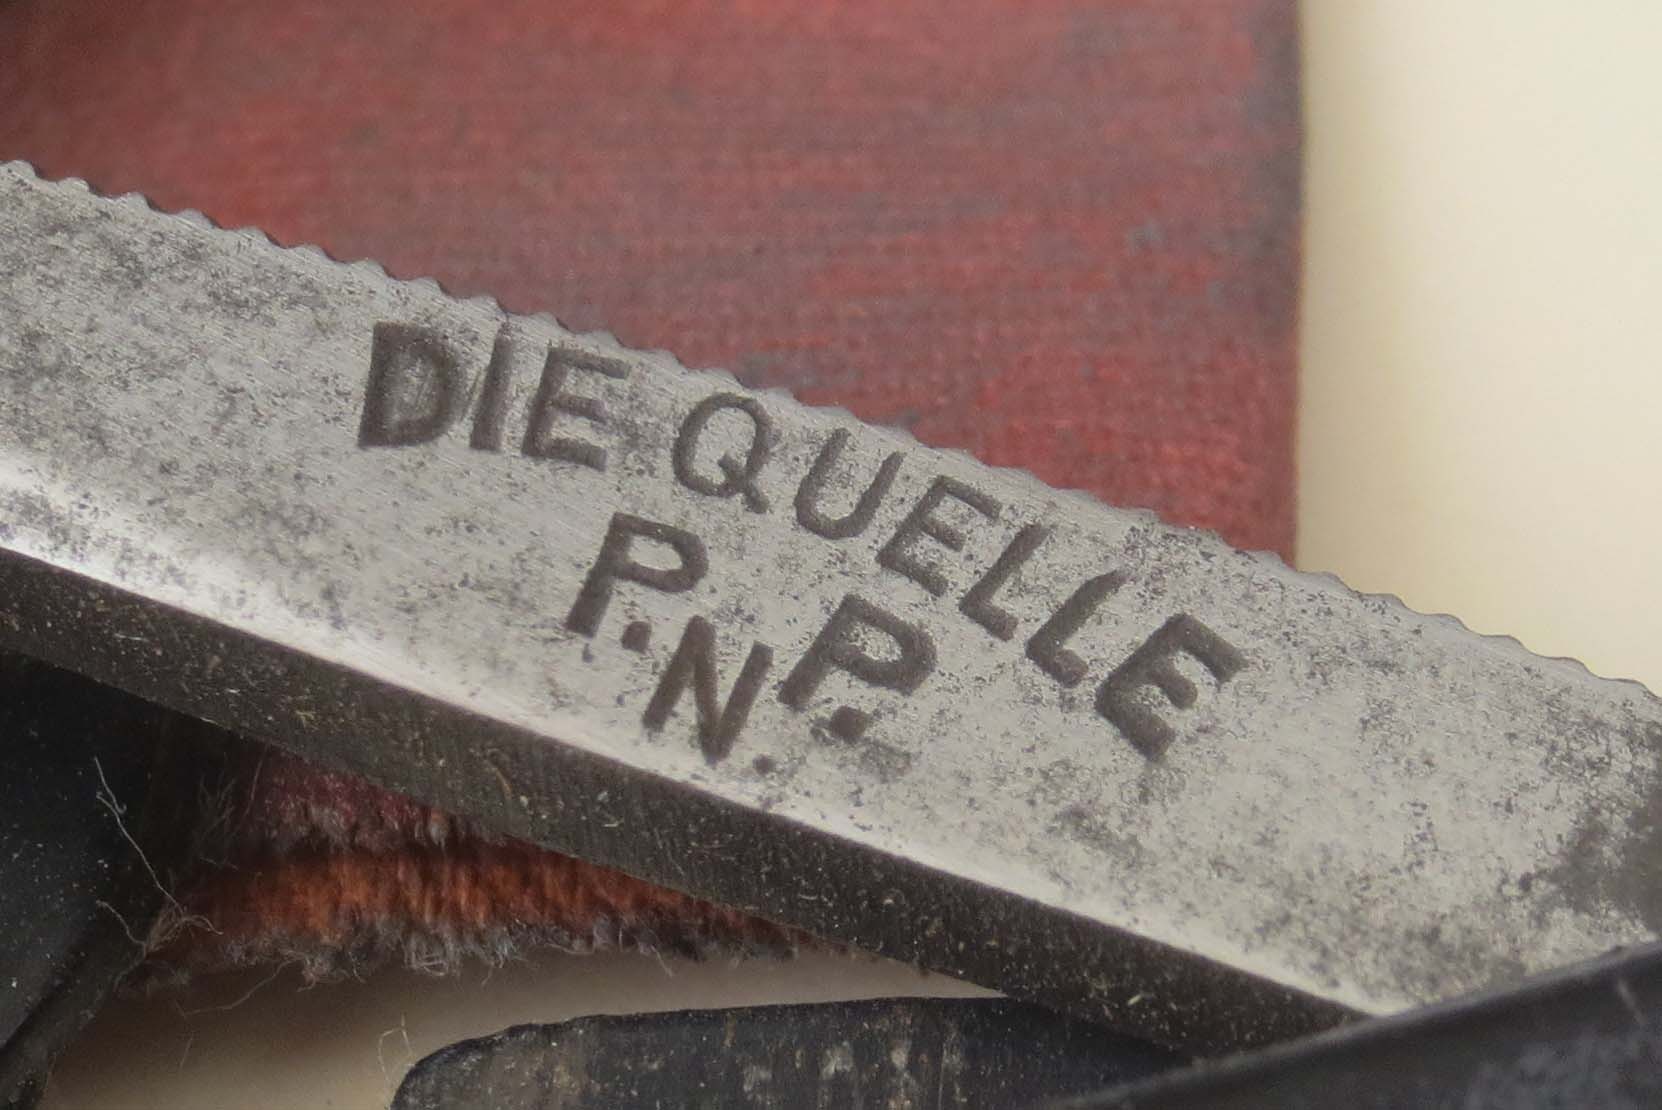 DIE QUELLE
P. P.
N.